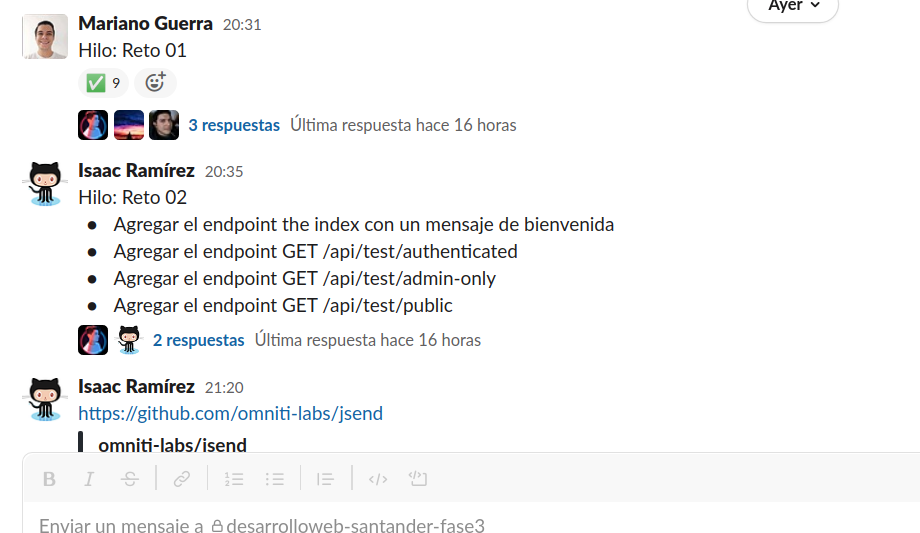 Ayer
Mariano Guerra 20:31
Hilo: Reto 01
9
3 respuestas Última respuesta hace 16 horas
Isaac Ramírez 20:35
Hilo: Reto 02
• Agregar el endpoint the index con un mensaje de bienvenida
• Agregar el endpoint GET /api/test/authenticated
• Agregar el endpoint GET /api/test/admin-only
• Agregar el endpoint GET /api/test/public
2 respuestas Última respuesta hace 16 horas
Isaac Ramírez 21:20
https://github.com/omniti-labs/jsend
omniti-labs/jsend
B I S
Enviar un mensaje a desarrolloweb-santander-fase3